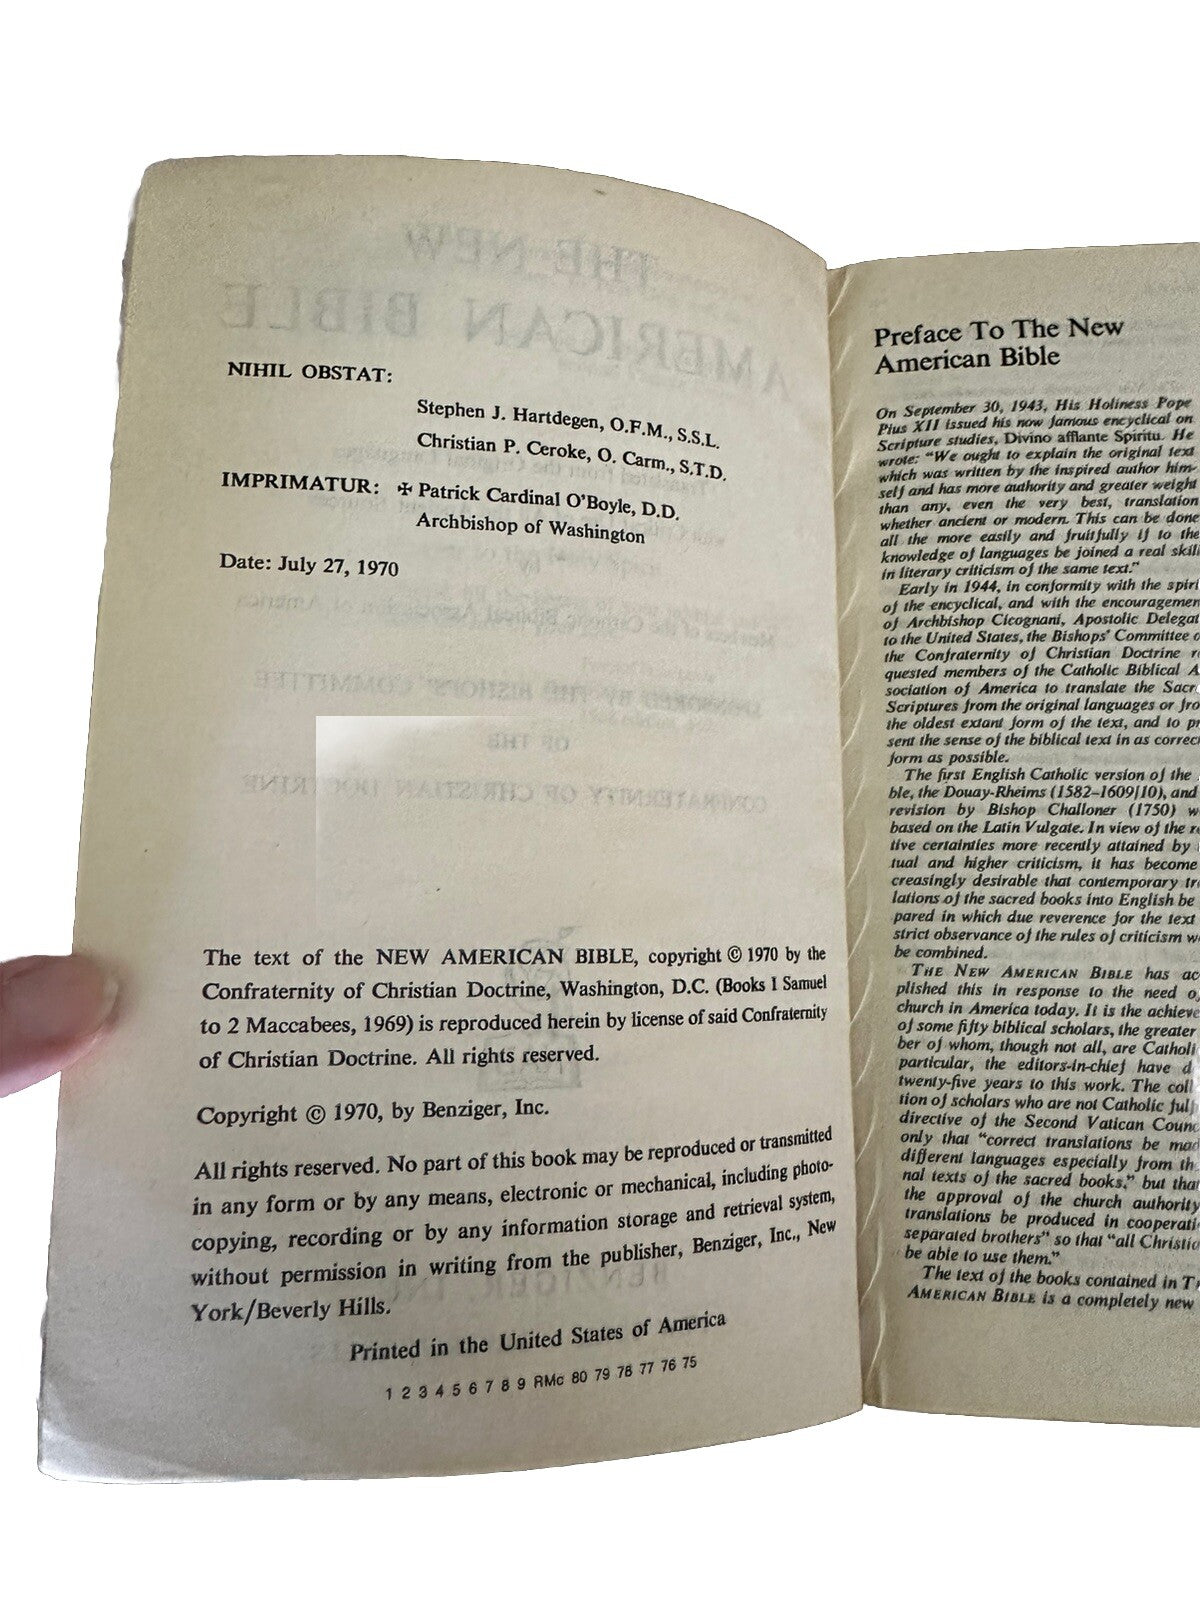 NIHIL OBSTAT:
Stephen J. Hartdegen, O.F.M., S.S.L.
Christian P. Ceroke, O. Carm., S.T.D.
IMPRIMATUR: ✠ Patrick Cardinal O'Boyle, D.D.
Archbishop of Washington
Date: July 27, 1970
The text of the NEW AMERICAN BIBLE, copyright © 1970 by the
Confraternity of Christian Doctrine, Washington, D.C. (Books I Samuel
to 2 Maccabees, 1969) is reproduced herein by license of said Confraternity
of Christian Doctrine. All rights reserved.
Copyright © 1970, by Benziger, Inc.
All rights reserved. No part of this book may be reproduced or transmitted
in any form or by any means, electronic or mechanical, including photo-
copying, recording or by any information storage and retrieval system,
without permission in writing from the publisher, Benziger, Inc., New
York/Beverly Hills.
Printed in the United States of America
1 2 3 4 5 6 7 8 9 RMc 80 79 78 77 76 75
Preface To The New
American Bible
On September 30, 1943, His Holiness Pope
Pius XII issued his now famous encyclical on
Scripture studies, Divino afflante Spiritu. He
wrote: "We ought to explain the original text
which was written by the inspired author him-
self and has more authority and greater weight
than any, even the very best, translation
whether ancient or modern. This can be done
all the more easily and fruitfully if to the
knowledge of languages be joined a real skill
in literary criticism of the same text."
Early in 1944, in conformity with the spiri
of the encyclical, and with the encouragemen
of Archbishop Cicognani, Apostolic Delegat
to the United States, the Bishops' Committee o
the Confraternity of Christian Doctrine re
quested members of the Catholic Biblical A
sociation of America to translate the Sacr
Scriptures from the original languages or fro
the oldest extant form of the text, and to pr
sent the sense of the biblical text in as correc
form as possible.
The first English Catholic version of the
ble, the Douay-Rheims (1582–1609/10), and
revision by Bishop Challoner (1750) w
based on the Latin Vulgate. In view of the re
tive certainties more recently attained by
tual and higher criticism, it has become
creasingly desirable that contemporary tr
lations of the sacred books into English be
pared in which due reverence for the text
strict observance of the rules of criticism w
be combined.
THE NEW AMERICAN BIBLE has ac
plished this in response to the need o
church in America today. It is the achieve
of some fifty biblical scholars, the greater
ber of whom, though not all, are Catholi
particular, the editors-in-chief have d
twenty-five years to this work. The coll
tion of scholars who are not Catholic ful
directive of the Second Vatican Counc
only that "correct translations be mad
different languages especially from th
nal texts of the sacred books," but that
the approval of the church authority
translations be produced in cooperati
separated brothers" so that "all Christia
be able to use them."
The text of the books contained in T
AMERICAN BIBLE is a completely new